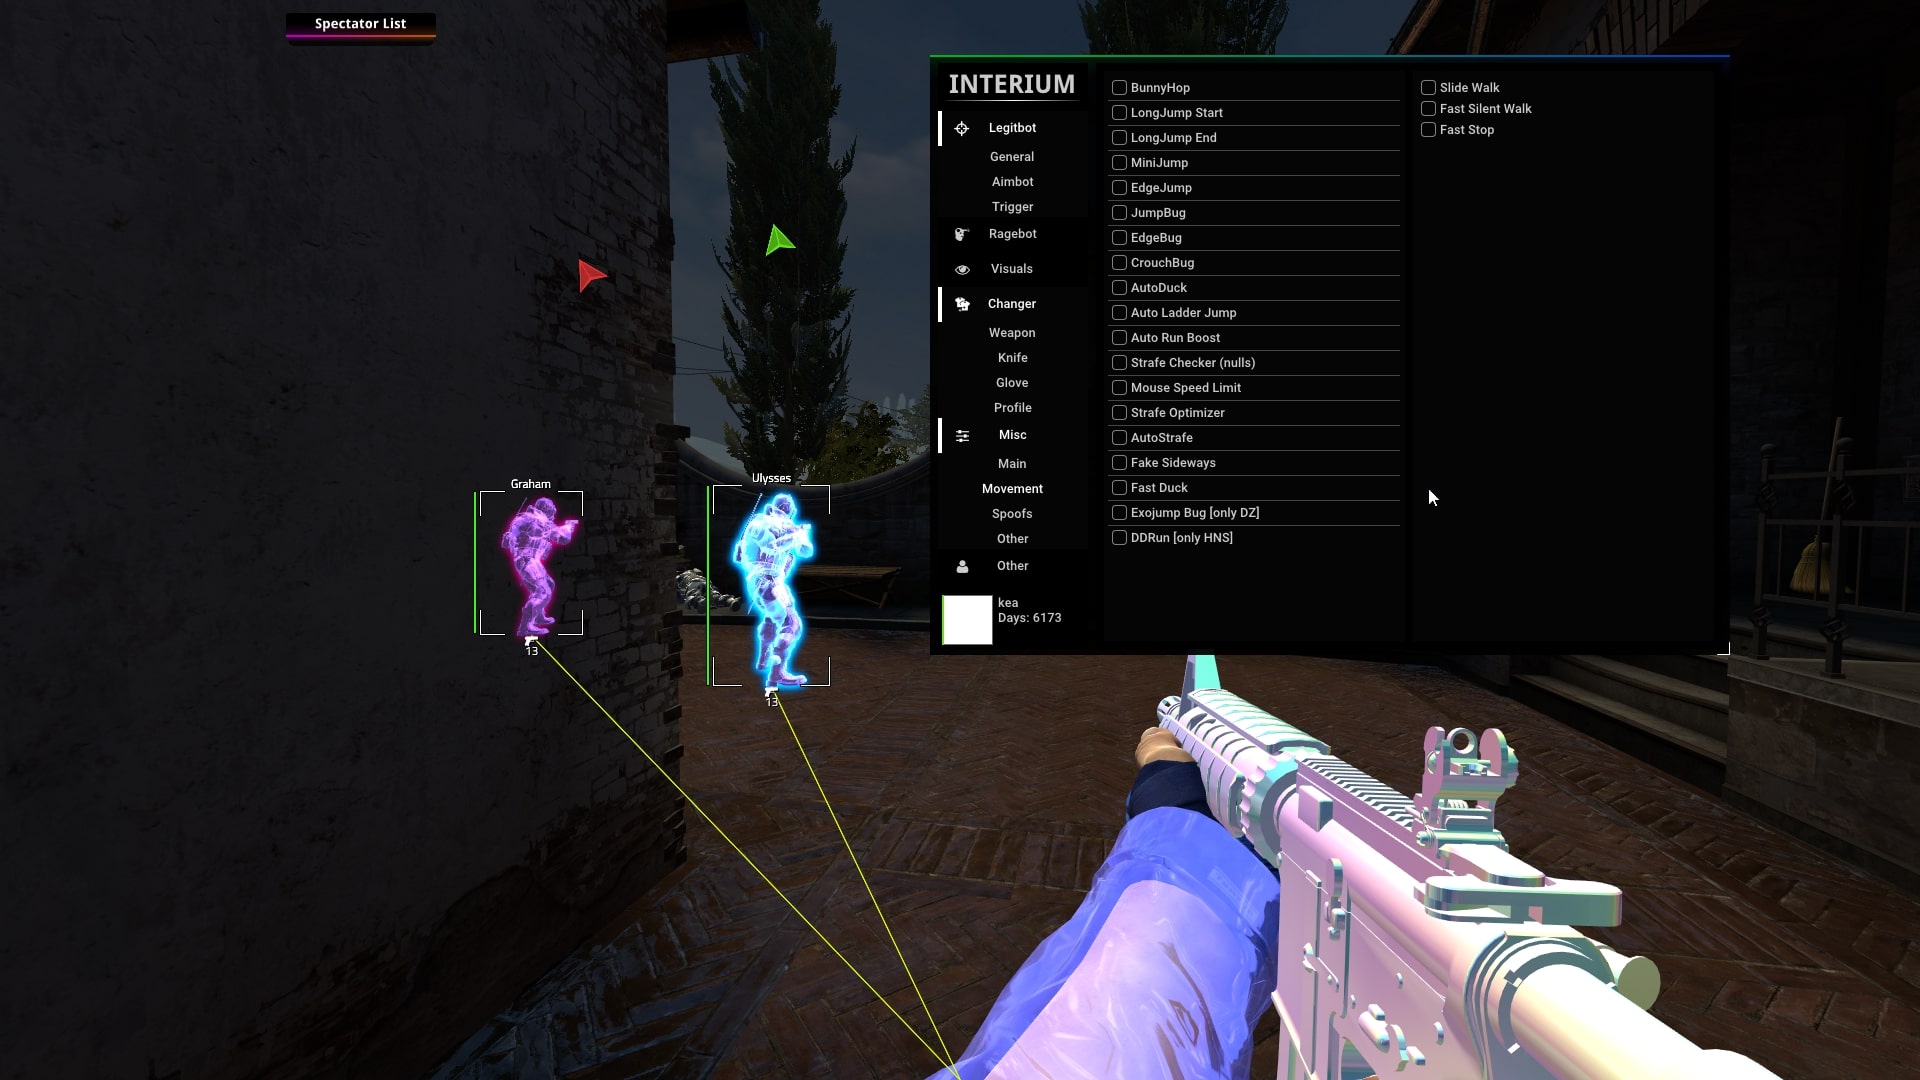 Spectator List
INTERIUM
Legitbot
General
Aimbot
Trigger
Ragebot
Visuals
Changer
Weapon
Knife
Glove
Profile
Misc
Main
Movement
Spoofs
Other
Other
kea
Days: 6173
BunnyHop
LongJump Start
LongJump End
MiniJump
EdgeJump
JumpBug
EdgeBug
CrouchBug
AutoDuck
Auto Ladder Jump
Auto Run Boost
Strafe Checker (nulls)
Mouse Speed Limit
Strafe Optimizer
AutoStrafe
Fake Sideways
Fast Duck
Exojump Bug [only DZ]
DDRun [only HNS]
Slide Walk
Fast Silent Walk
Fast Stop
Graham
13
Ulysses
13